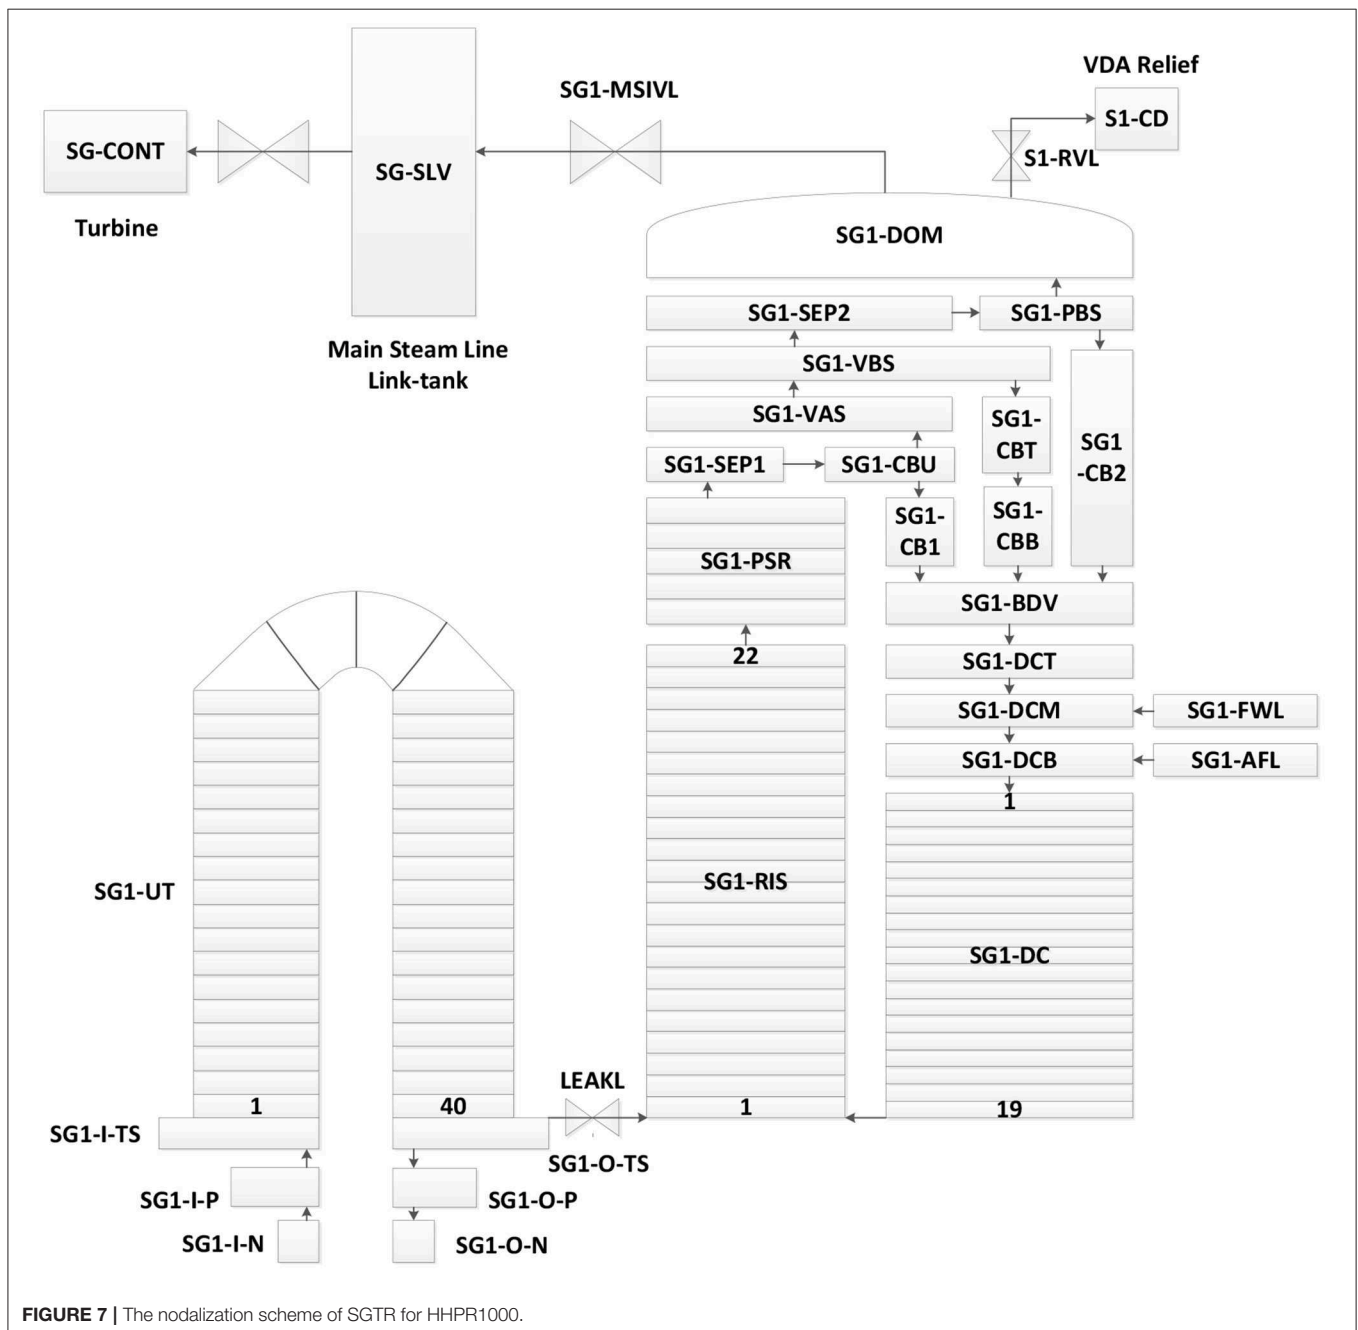 VDA Relief
SG1-MSIVL
S1-CD
SG-CONT
S1-RVL
SG-SLV
Turbine
SG1-DOM
SG1-SEP2
SG1-PBS
Main Steam Line
Link-tank
SG1-VBS
SG1-VAS
SG1-
CBT
SG1
-CB2
SG1-SEP1
SG1-CBU
SG1-
CB1
SG1-
CBB
SG1-PSR
SG1-BDV
22
SG1-DCT
SG1-DCM
SG1-FWL
SG1-DCB
SG1-AFL
1
SG1-UT
SG1-RIS
SG1-DC
LEAKL
1
40
1
19
SG1-I-TS
SG1-O-TS
SG1-I-P
SG1-O-P
SG1-I-N
SG1-O-N
FIGURE 7 | The nodalization scheme of SGTR for HHPR1000.